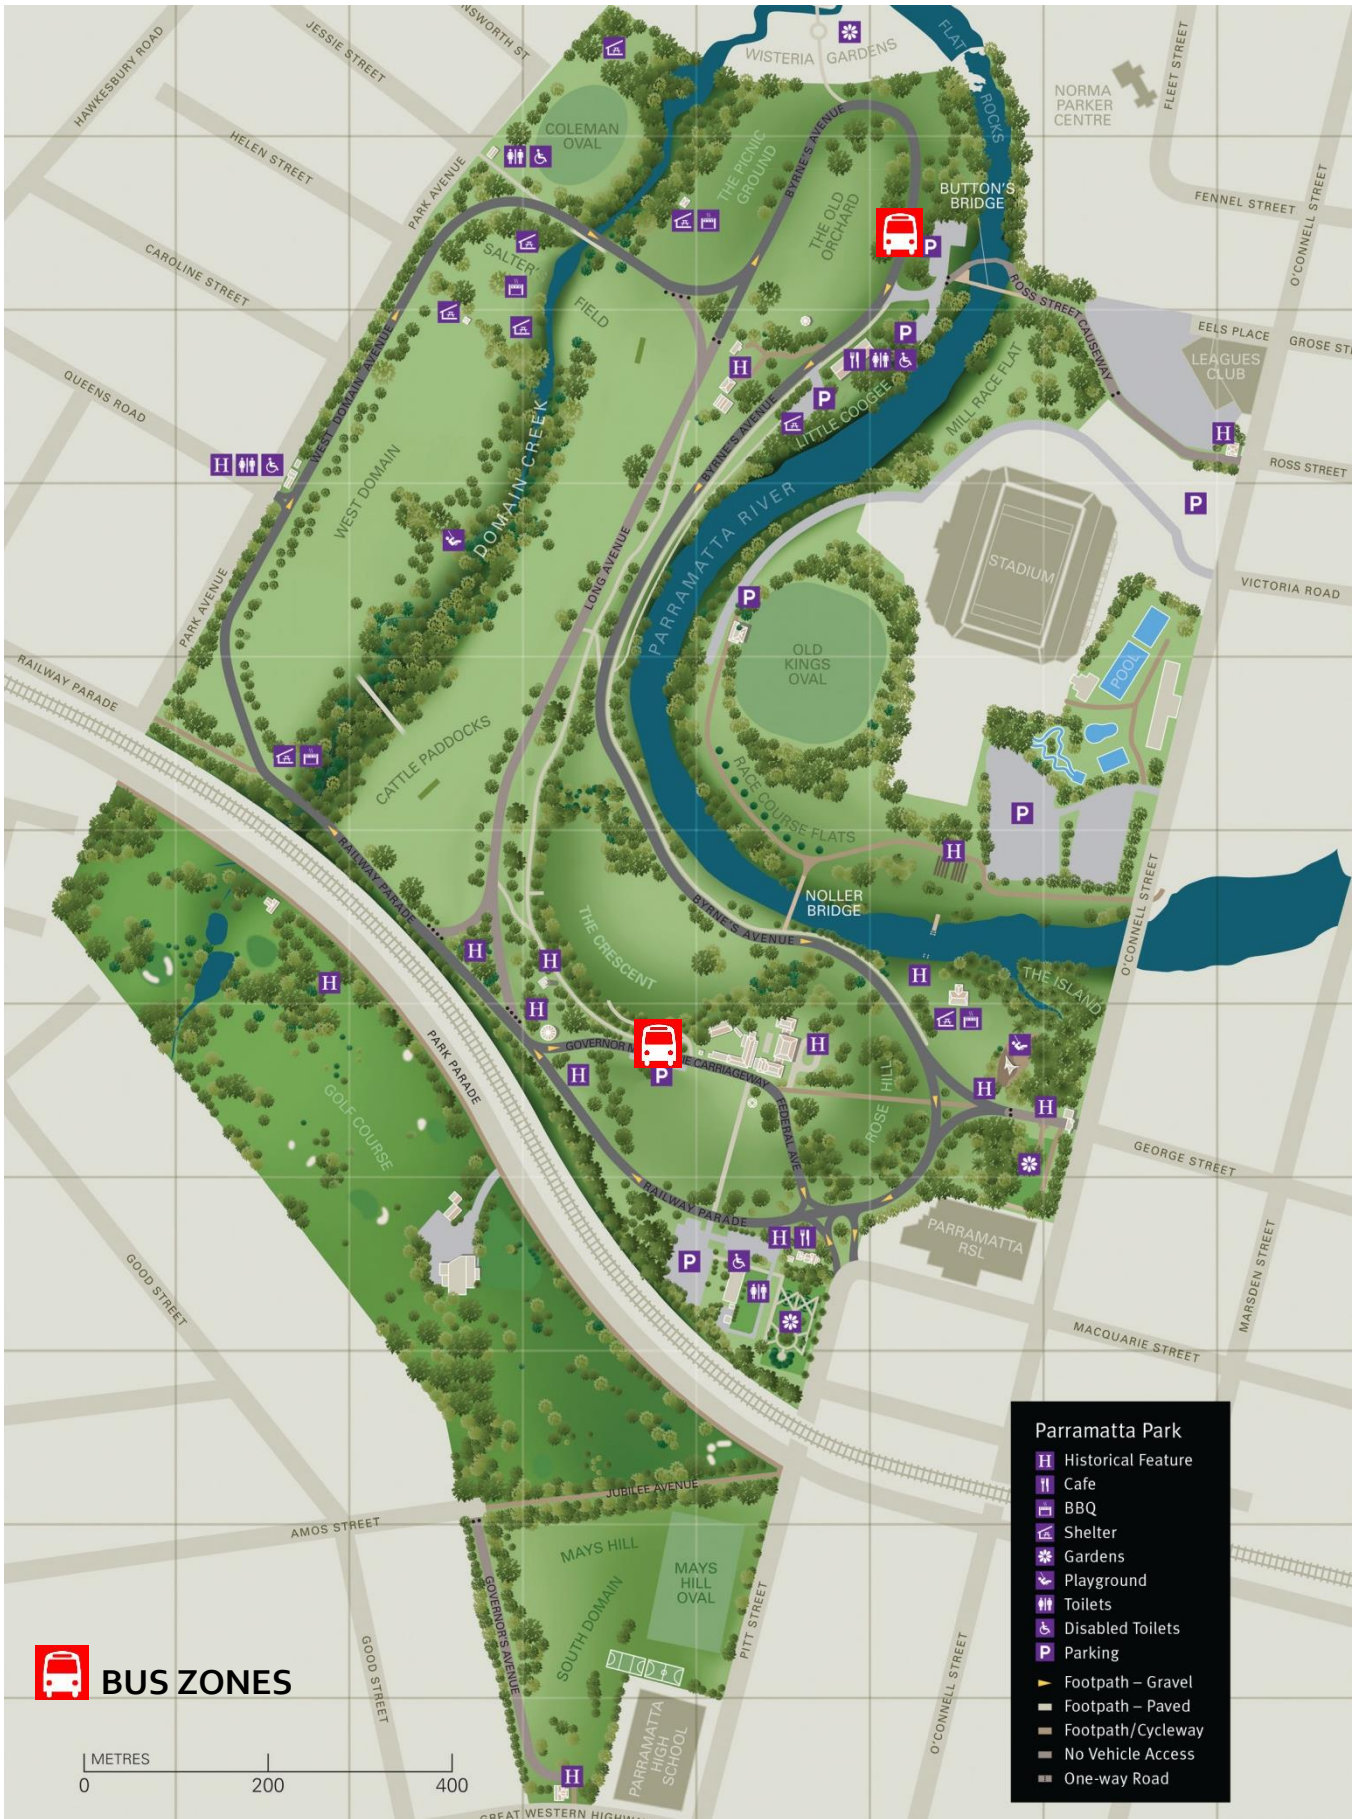 HAWKESBURY ROAD
JESSIE STREET
NSWORTH ST
HELEN STREET
CAROLINE STREET
QUEENS ROAD
PARK AVENUE
COLEMAN
OVAL
WISTERIA GARDENS
FLAT
ROCKS
NORMA
PARKER
CENTRE
FLEET STREET
FENNEL STREET
O'CONNELL STREET
THE PICNIC
GROUND
BYRNE'S AVENUE
THE OLD
ORCHARD
BUTTON'S
BRIDGE
P
SALTER'S
FIELD
ROSS STREET CAUSEWAY
EELS PLACE
GROSE ST
LEAGUES
CLUB
P
H
P
LITTLE COOGEE
MILL RACE FLAT
WEST DOMAIN AVENUE
WEST DOMAIN
DOMAIN CREEK
BYRNE'S AVENUE
H
H
ROSS STREET
P
PARRAMATTA RIVER
LONG AVENUE
STADIUM
VICTORIA ROAD
PARK AVENUE
P
OLD
KINGS
OVAL
POOL
RAILWAY PARADE
CATTLE PADDOCKS
RACE COURSE FLATS
P
RAILWAY PARADE
H
NOLLER
BRIDGE
BYRNE'S AVENUE
O'CONNELL STREET
THE CRESCENT
H
H
H
THE ISLAND
H
H
GOVERNOR M
E CARRIAGEWAY
H
H
P
PARK PARADE
GOLF COURSE
FEDERAL AVE
ROSE HILL
H
H
GEORGE STREET
RAILWAY PARADE
H
P
PARRAMATTA
RSL
GOOD STREET
MARSDEN STREET
MACQUARIE STREET
JUBILEE AVENUE
AMOS STREET
MAYS HILL
MAYS
HILL
OVAL
GOVERNOR'S AVENUE
SOUTH DOMAIN
PITT STREET
GOOD STREET
O'CONNELL STREET
PARRAMATTA
HIGH
SCHOOL
H
GREAT WESTERN HIGHW
BUS ZONES
METRES
0 200 400
Parramatta Park
H Historical Feature
Cafe
BBQ
Shelter
Gardens
Playground
Toilets
Disabled Toilets
P Parking
Footpath – Gravel
Footpath – Paved
Footpath/Cycleway
No Vehicle Access
One-way Road